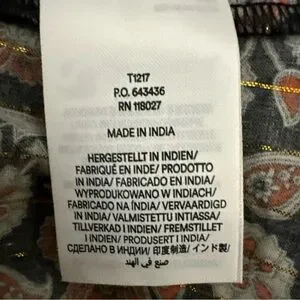 T1217
P.O. 643436
RN 118027
MADE IN INDIA
HERGESTELLT IN INDIEN/
FABRIQUÉ EN INDE/ PRODOTTO
IN INDIA/ FABRICADO EN INDIA/
WYPRODUKOWANO W INDIACH/
FABRICADO NA INDIA/ VERVAARDIGD
IN INDIA/ VALMISTETTU INTIASSA/
TILLVERKAD I INDIEN/ FREMSTILLET
I INDIEN/ PRODUSERT I INDIA/
СДЕЛАНО В ИНДИИ/ 印度制造/ インド製/
صنع في الهند